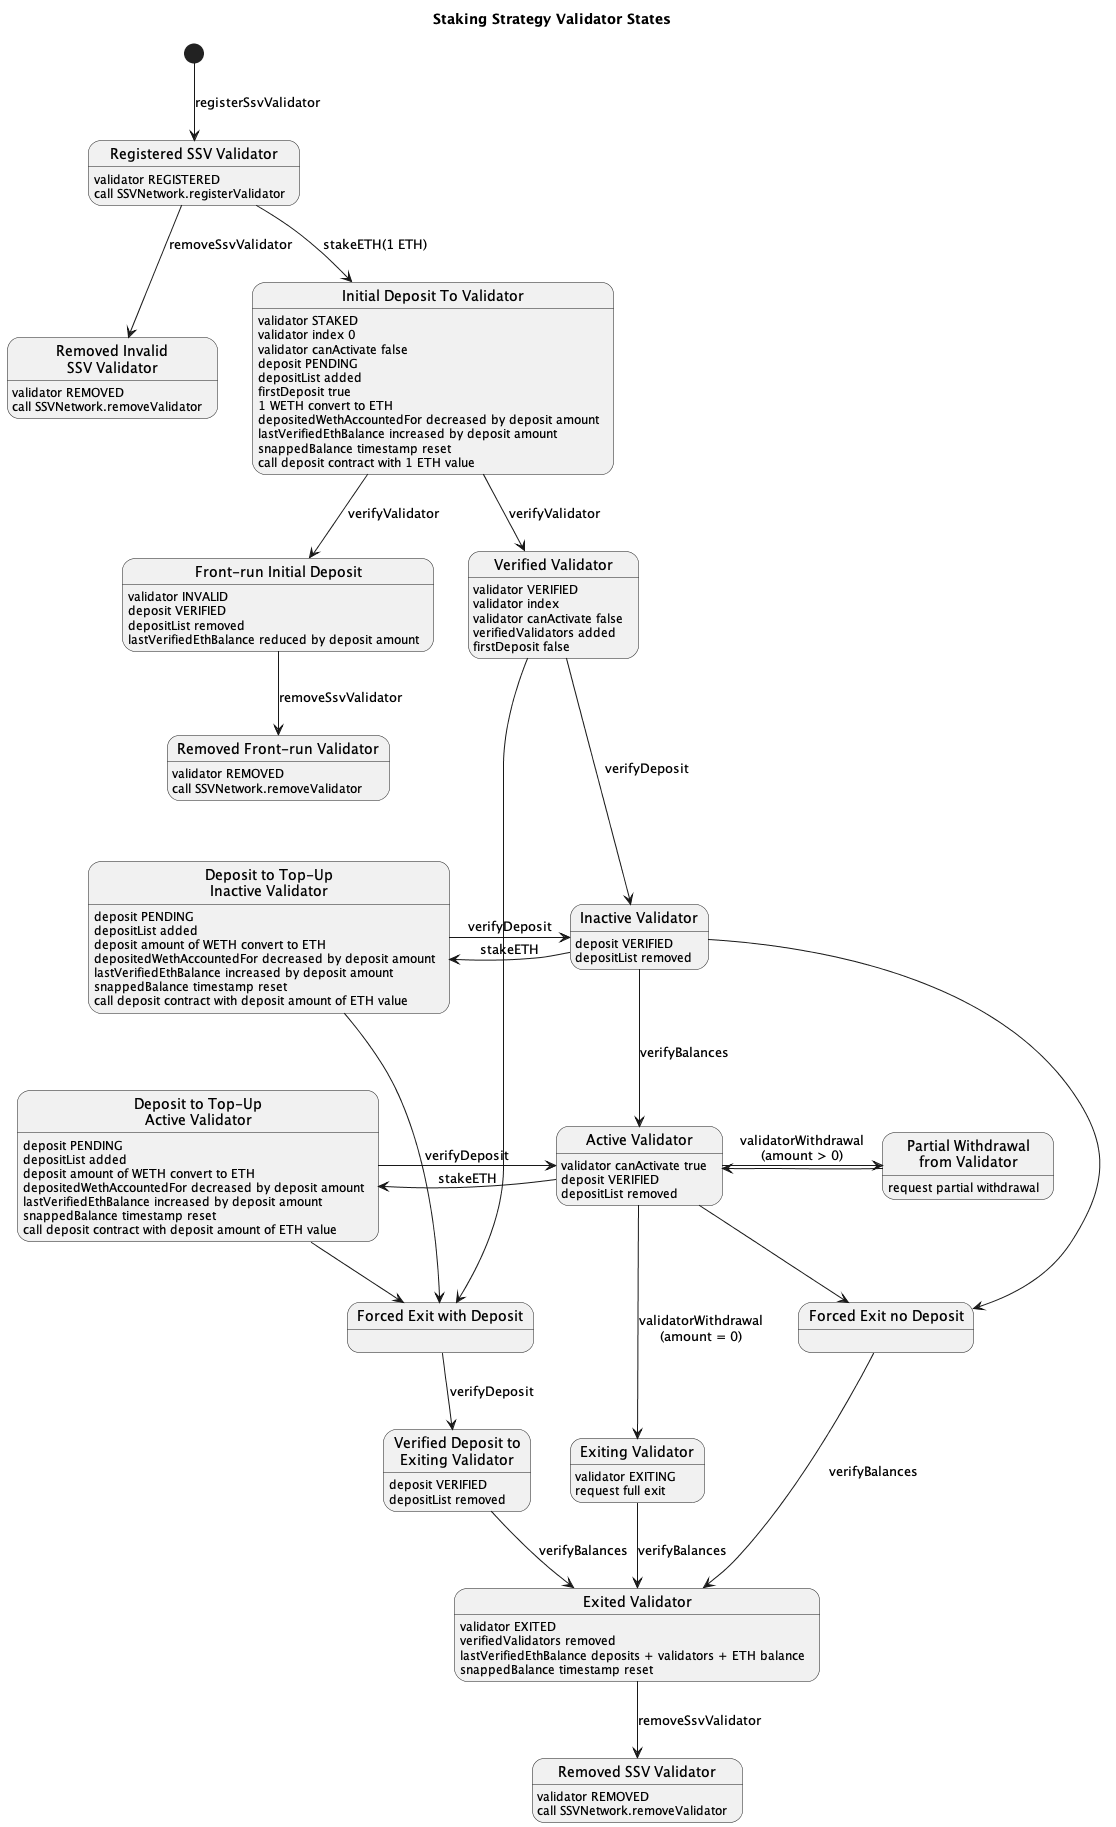 Staking Strategy Validator States
registerSsvValidator
Registered SSV Validator
validator REGISTERED
call SSVNetwork.registerValidator
removeSsvValidator
stakeETH(1 ETH)
Removed Invalid
SSV Validator
validator REMOVED
call SSVNetwork.removeValidator
Initial Deposit To Validator
validator STAKED
validator index 0
validator canActivate false
deposit PENDING
depositList added
firstDeposit true
1 WETH convert to ETH
depositedWethAccountedFor decreased by deposit amount
lastVerifiedEthBalance increased by deposit amount
snappedBalance timestamp reset
call deposit contract with 1 ETH value
verifyValidator
verifyValidator
Front-run Initial Deposit
validator INVALID
deposit VERIFIED
depositList removed
lastVerifiedEthBalance reduced by deposit amount
Verified Validator
validator VERIFIED
validator index
validator canActivate false
verifiedValidators added
firstDeposit false
removeSsvValidator
Removed Front-run Validator
validator REMOVED
call SSVNetwork.removeValidator
verifyDeposit
Deposit to Top-Up
Inactive Validator
deposit PENDING
depositList added
deposit amount of WETH convert to ETH
depositedWethAccountedFor decreased by deposit amount
lastVerifiedEthBalance increased by deposit amount
snappedBalance timestamp reset
call deposit contract with deposit amount of ETH value
verifyDeposit
stakeETH
Inactive Validator
deposit VERIFIED
depositList removed
verifyBalances
Deposit to Top-Up
Active Validator
deposit PENDING
depositList added
deposit amount of WETH convert to ETH
depositedWethAccountedFor decreased by deposit amount
lastVerifiedEthBalance increased by deposit amount
snappedBalance timestamp reset
call deposit contract with deposit amount of ETH value
verifyDeposit
stakeETH
Active Validator
validator canActivate true
deposit VERIFIED
depositList removed
validatorWithdrawal
(amount > 0)
Partial Withdrawal
from Validator
request partial withdrawal
Forced Exit with Deposit
validatorWithdrawal
(amount = 0)
Forced Exit no Deposit
verifyDeposit
Verified Deposit to
Exiting Validator
deposit VERIFIED
depositList removed
Exiting Validator
validator EXITING
request full exit
verifyBalances
verifyBalances
verifyBalances
Exited Validator
validator EXITED
verifiedValidators removed
lastVerifiedEthBalance deposits + validators + ETH balance
snappedBalance timestamp reset
removeSsvValidator
Removed SSV Validator
validator REMOVED
call SSVNetwork.removeValidator